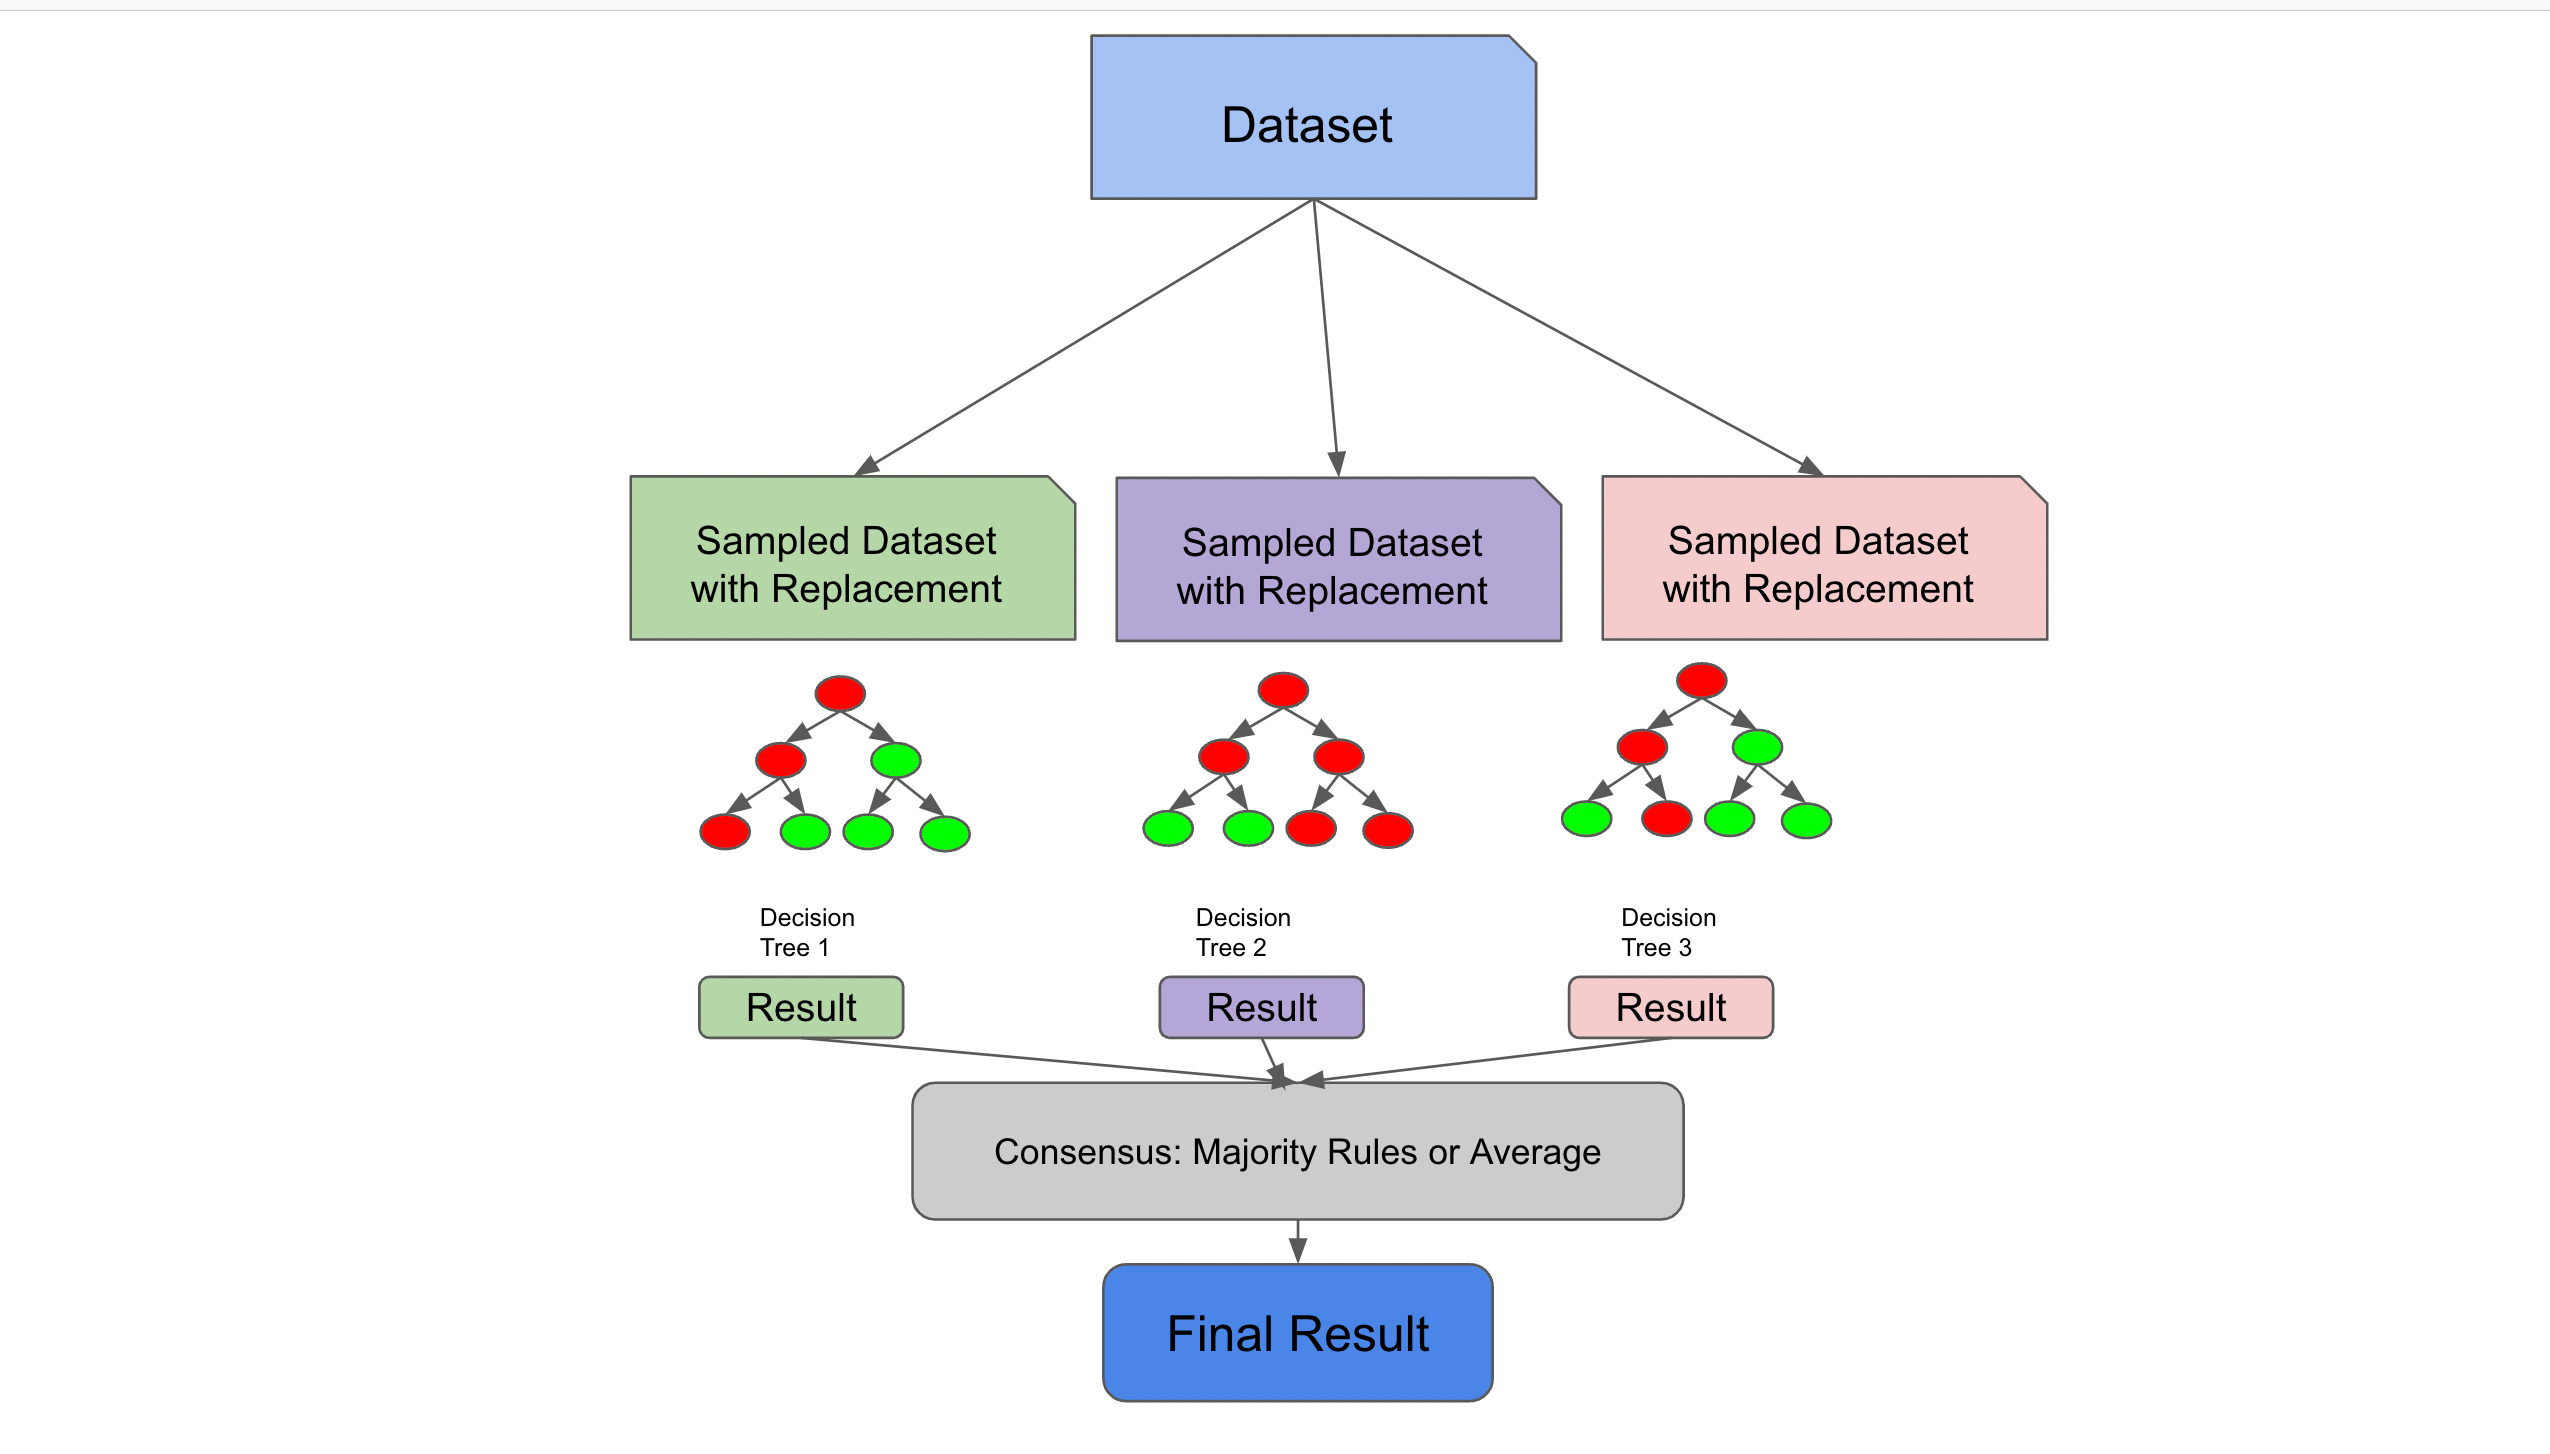 Dataset
Sampled Dataset
with Replacement
Sampled Dataset
with Replacement
Sampled Dataset
with Replacement
Decision
Tree 1
Decision
Tree 2
Decision
Tree 3
Result
Result
Result
Consensus: Majority Rules or Average
Final Result